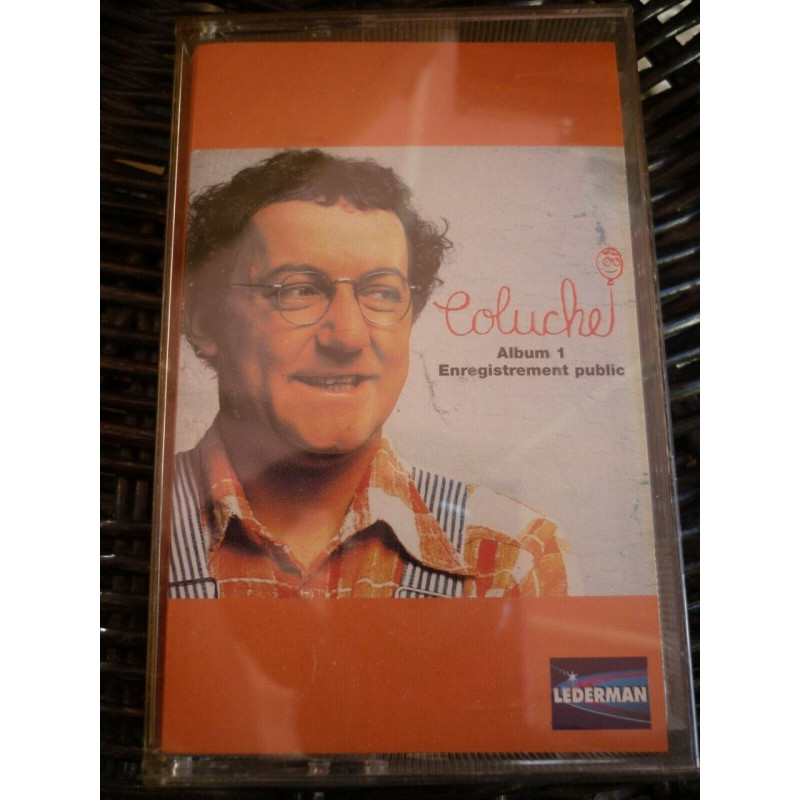 Coluche
Album 1
Enregistrement public
LEDERMAN